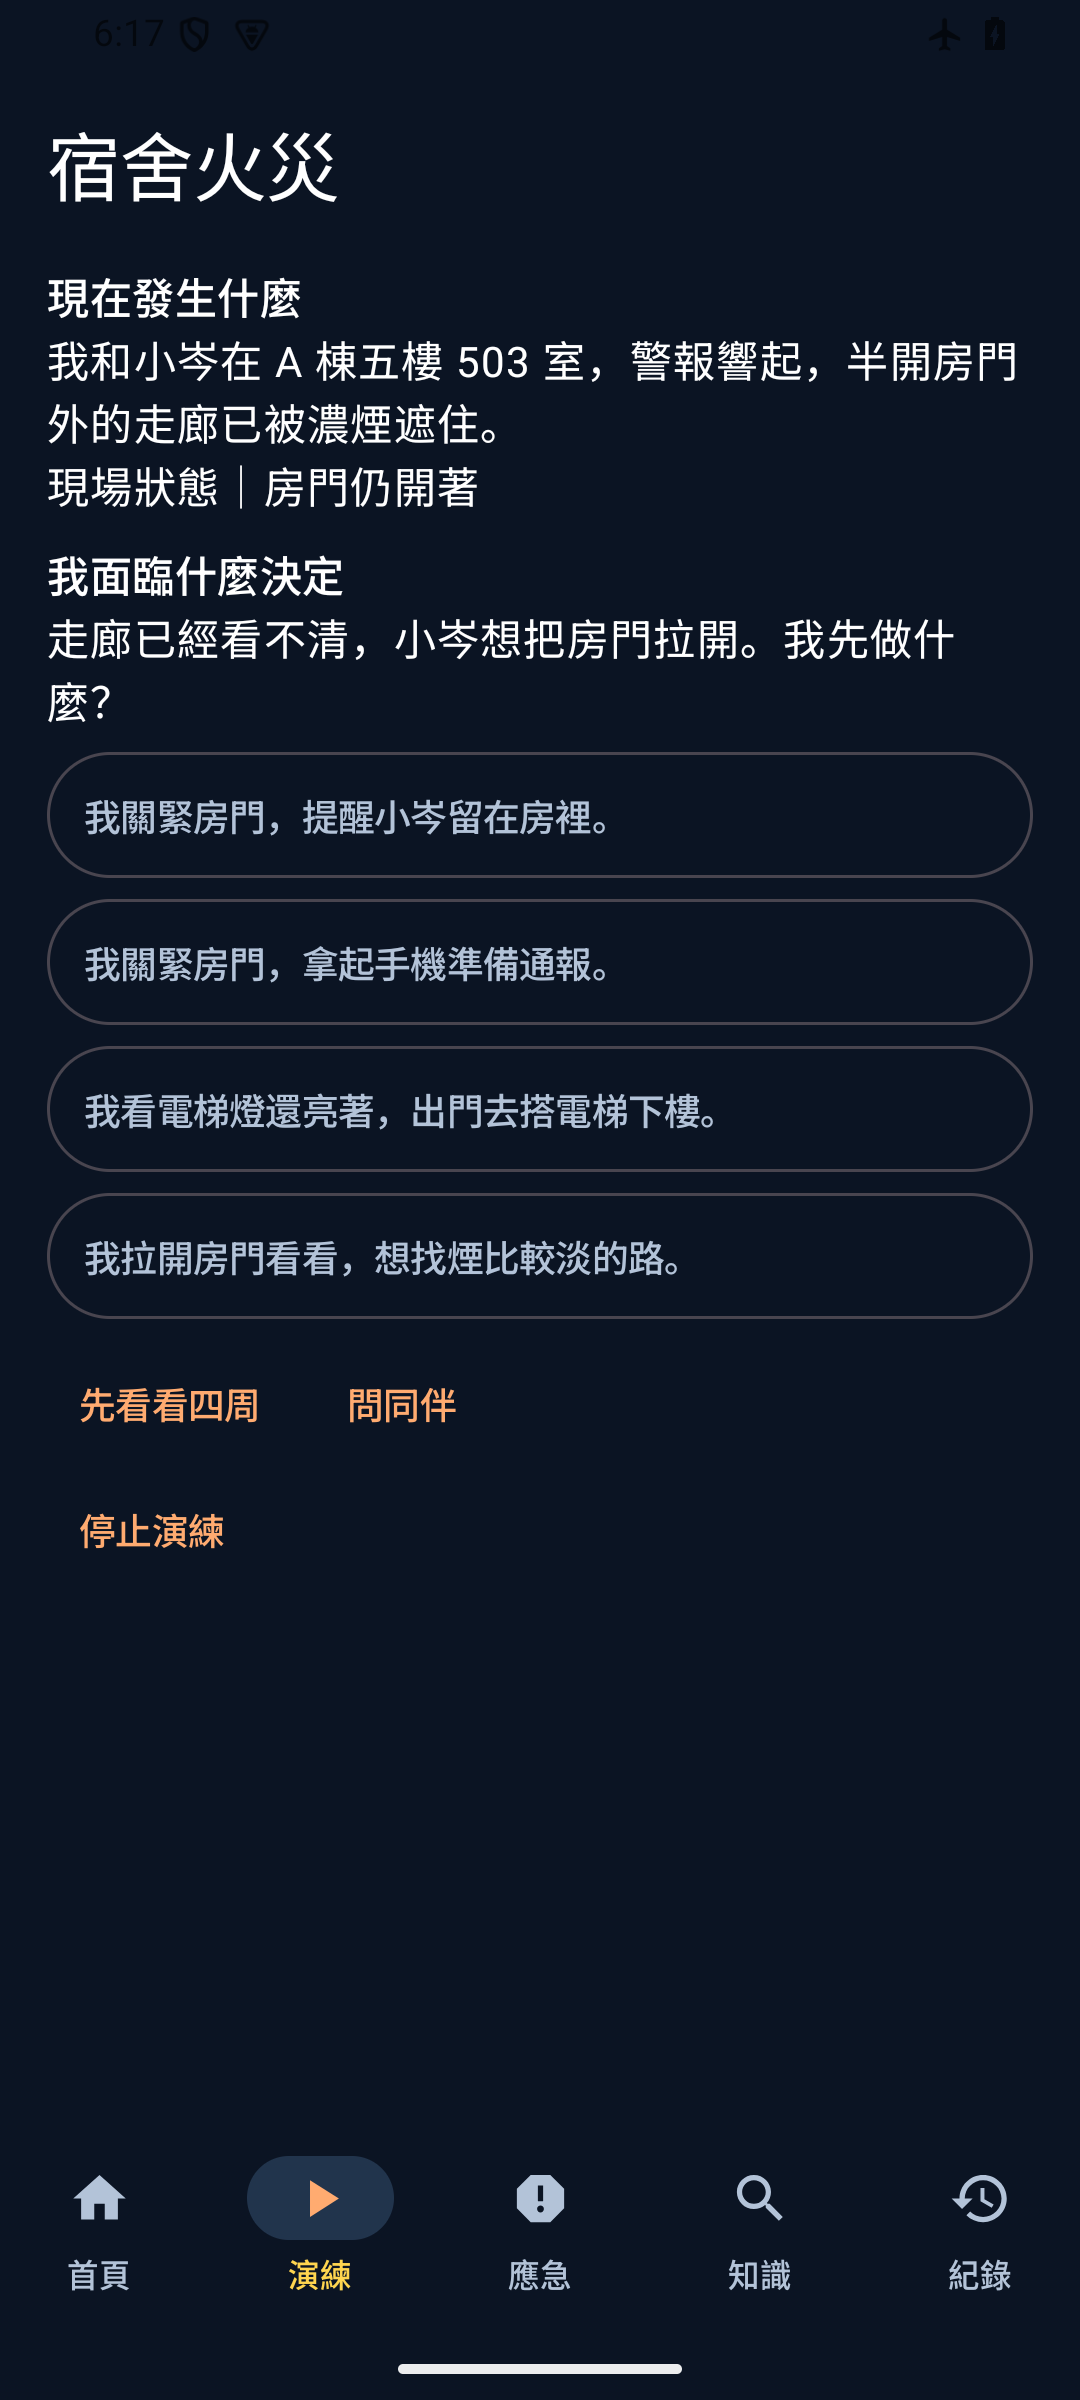 6:17
宿舍火災
現在發生什麼
我和小岑在 A 棟五樓 503 室，警報響起，半開房門
外的走廊已被濃煙遮住。
現場狀態｜房門仍開著
我面臨什麼決定
走廊已經看不清，小岑想把房門拉開。我先做什
麼？
我關緊房門，提醒小岑留在房裡。
我關緊房門，拿起手機準備通報。
我看電梯燈還亮著，出門去搭電梯下樓。
我拉開房門看看，想找煙比較淡的路。
先看看四周 問同伴
停止演練
首頁 演練 應急 知識 紀錄